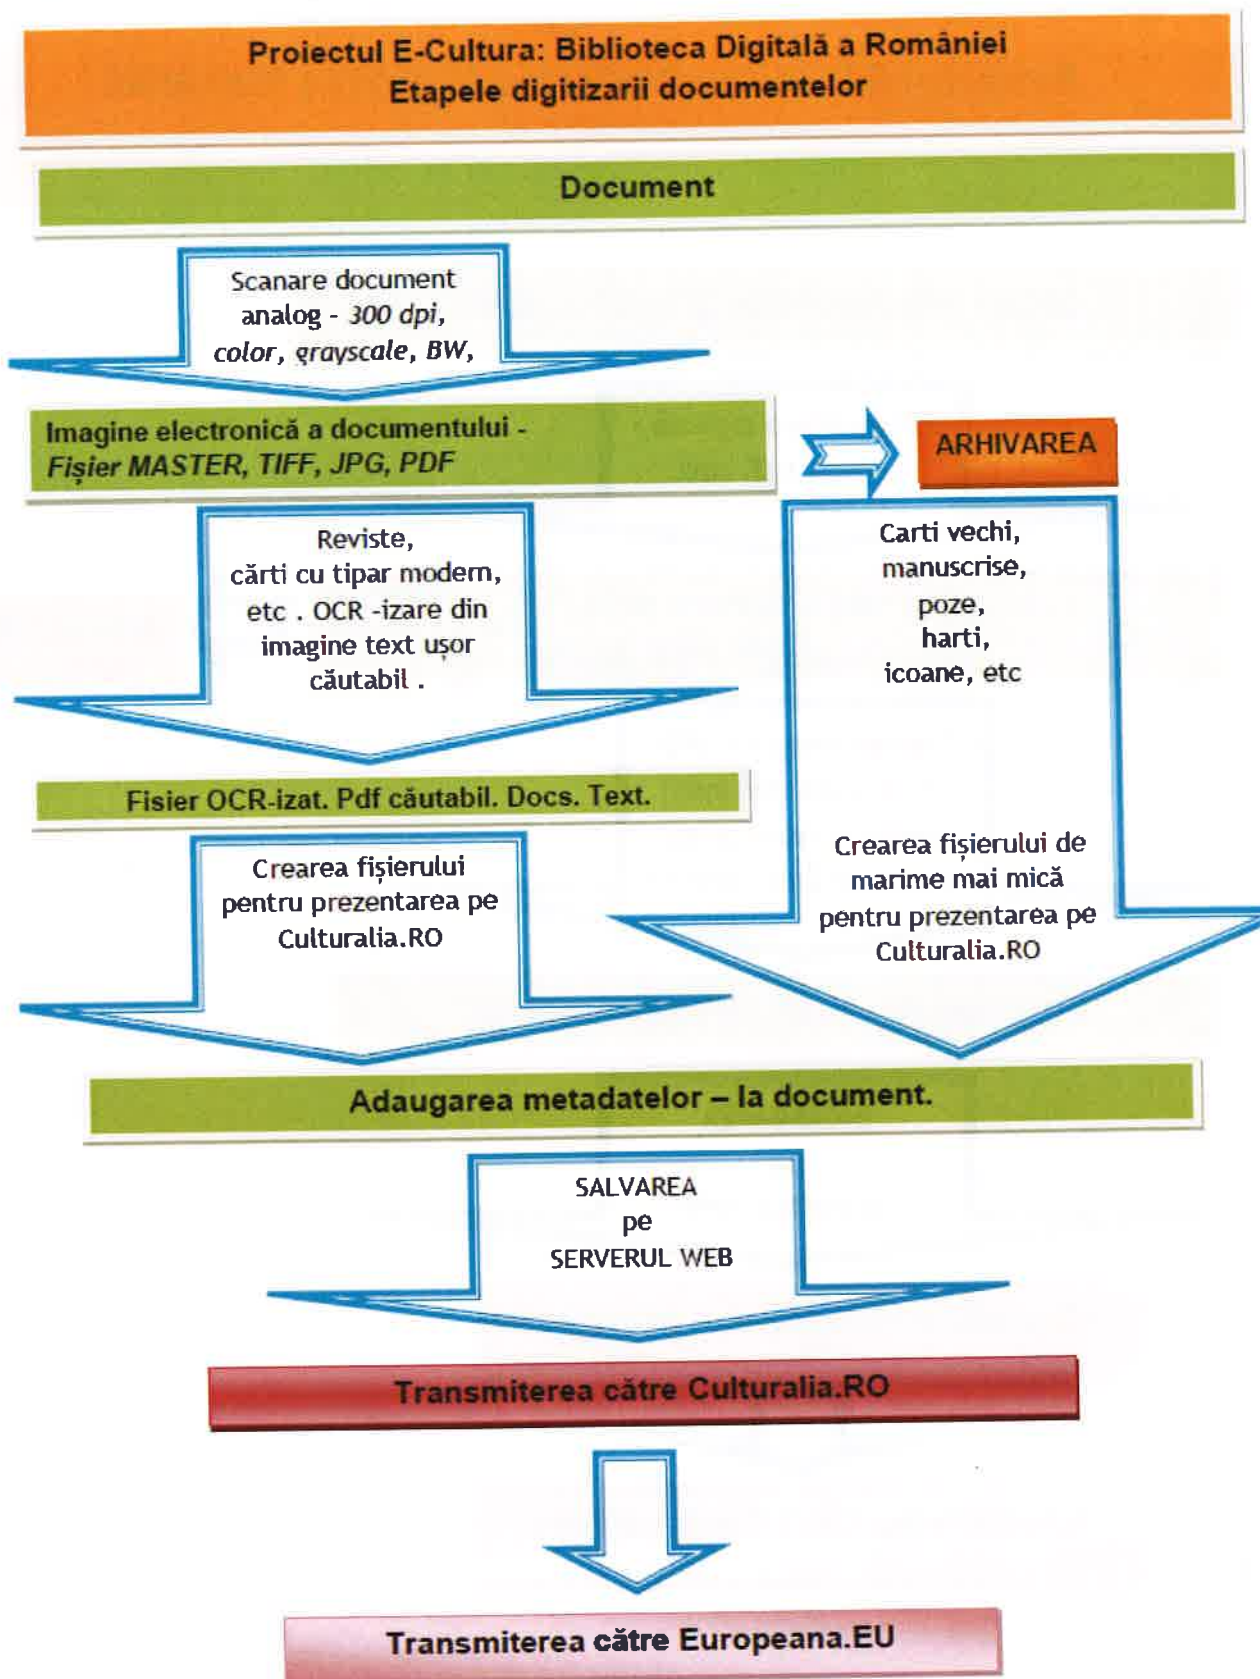 Proiectul E-Cultura: Biblioteca Digitală a României
Etapele digitizarii documentelor
Document
Scanare document
analog - 300 dpi,
color, grayscale, BW,
Imagine electronică a documentului -
Fișier MASTER, TIFF, JPG, PDF
ARHIVAREA
Reviste,
cărti cu tipar modern,
etc . OCR -izare din
imagine text ușor
căutabil .
Carti vechi,
manuscrise,
poze,
harti,
icoane, etc
Fisier OCR-izat. Pdf căutabil. Docs. Text.
Crearea fișierului
pentru prezentarea pe
Culturalia.RO
Crearea fișierului de
marime mai mică
pentru prezentarea pe
Culturalia.RO
Adaugarea metadatelor – la document.
SALVAREA
pe
SERVERUL WEB
Transmiterea către Culturalia.RO
Transmiterea către Europeana.EU